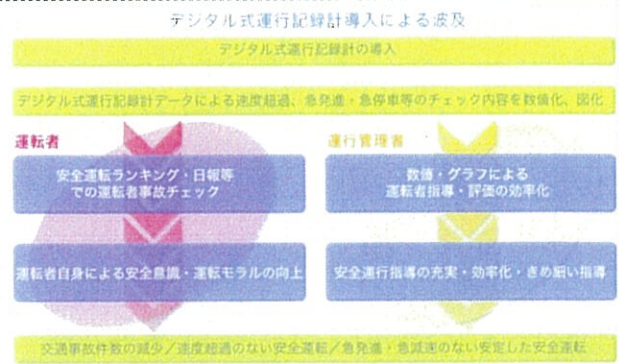 デジタル式運行記録計導入による波及
デジタル式運行記録計の導入
デジタル式運行記録計データによる速度超過、急発進・急停車等のチェック内容を数値化、図化
運転者
運行管理者
安全運転ランキング・日報等
での運転者事故チェック
数値・グラフによる
運転者指導・評価の効率化
運転者自身による安全意識・運転モラルの向上
安全運行指導の充実・効率化・きめ細い指導
交通事故件数の減少／速度超過のない安全運転／急発進・急減速のない安定した安全運転